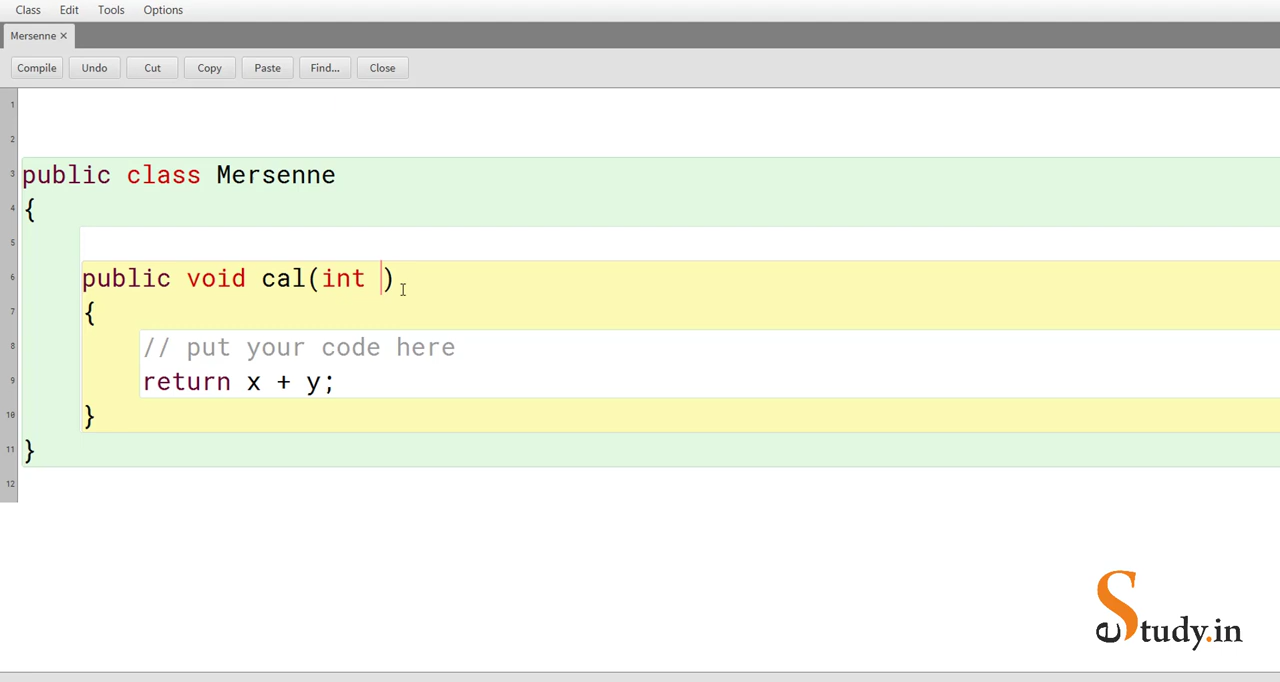 Class Edit Tools Options
Mersenne ×
Compile Undo Cut Copy Paste Find... Close
1
2
3 public class Mersenne
4 {
5
6 public void cal(int )
7 {
8 // put your code here
9 return x + y;
10 }
11 }
12
eStudy.in